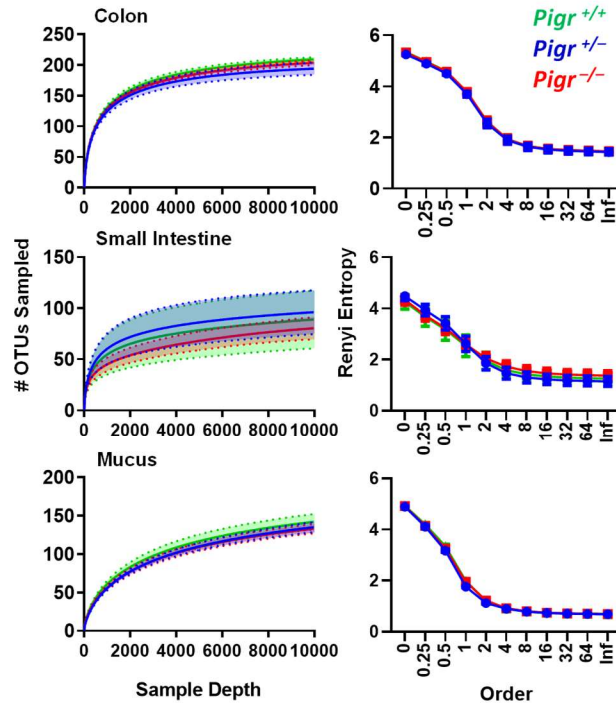 Colon
250
200
150
100
50
0
0 2000 4000 6000 8000 10000
6
4
2
0
0 0.25 0.5 1 2 4 8 16 32 64 Inf
Pigr +/+
Pigr +/−
Pigr −/−
Small Intestine
150
100
50
0
0 2000 4000 6000 8000 10000
# OTUs Sampled
6
4
2
0
0 0.25 0.5 1 2 4 8 16 32 64 Inf
Renyi Entropy
Mucus
200
150
100
50
0
0 2000 4000 6000 8000 10000
Sample Depth
6
4
2
0
0 0.25 0.5 1 2 4 8 16 32 64 Inf
Order